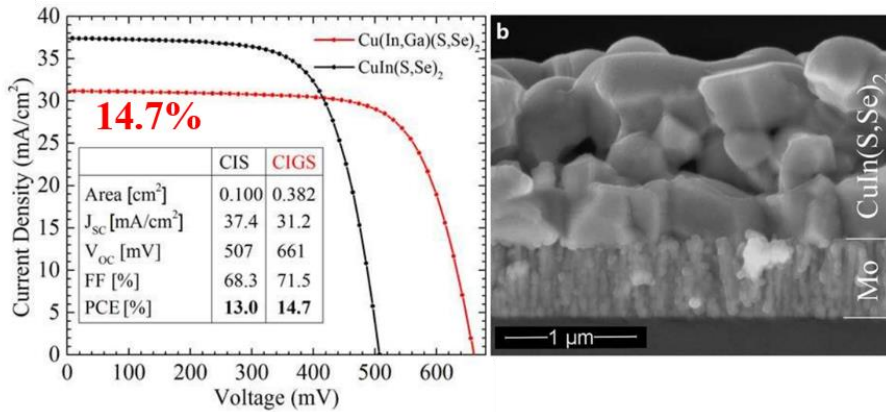 40
35
30
25
20
15
10
5
0
Current Density (mA/cm²)
Cu(In,Ga)(S,Se)₂
CuIn(S,Se)₂
14.7%
CIS CIGS
Area [cm²] 0.100 0.382
J_SC [mA/cm²] 37.4 31.2
V_OC [mV] 507 661
FF [%] 68.3 71.5
PCE [%] 13.0 14.7
0 100 200 300 400 500 600
Voltage (mV)
b
CuIn(S,Se)₂
Mo
1 µm